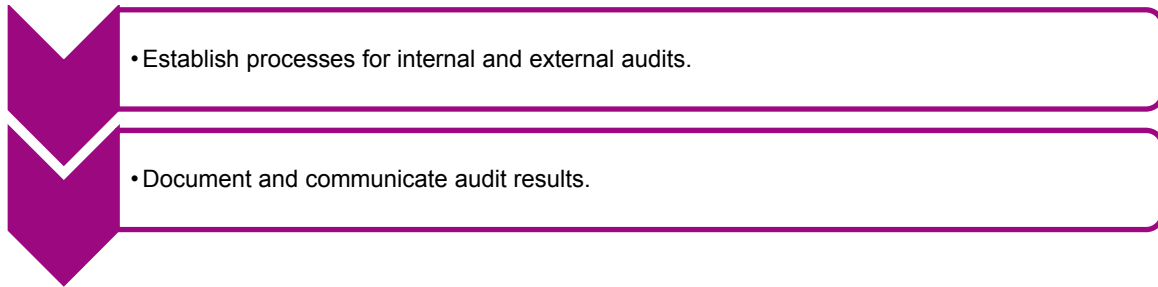 • Establish processes for internal and external audits.
• Document and communicate audit results.